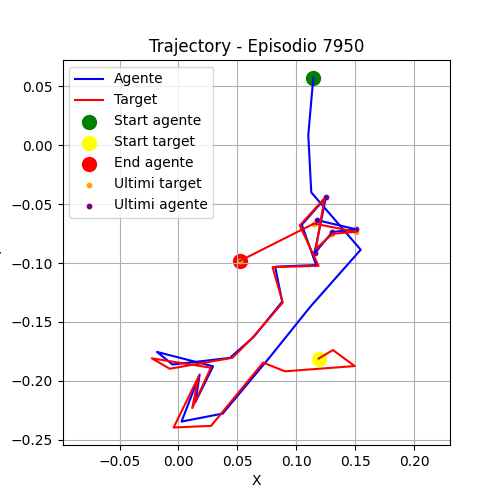 Trajectory - Episodio 7950
Agente
Target
Start agente
Start target
End agente
Ultimi target
Ultimi agente
0.05
0.00
−0.05
−0.10
−0.15
−0.20
−0.25
−0.05
0.00
0.05
0.10
0.15
0.20
X